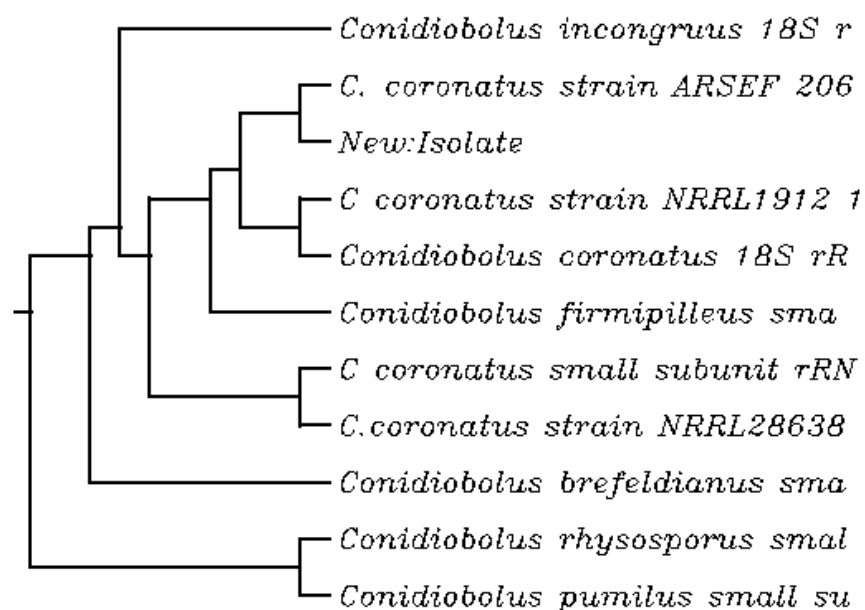 Conidiobolus incongruus 18S r
C. coronatus strain ARSEF 206
New:Isolate
C coronatus strain NRRL1912 1
Conidiobolus coronatus 18S rR
Conidiobolus firmipilleus sma
C coronatus small subunit rRN
C.coronatus strain NRRL28638
Conidiobolus brefeldianus sma
Conidiobolus rhysosporus smal
Conidiobolus pumilus small su